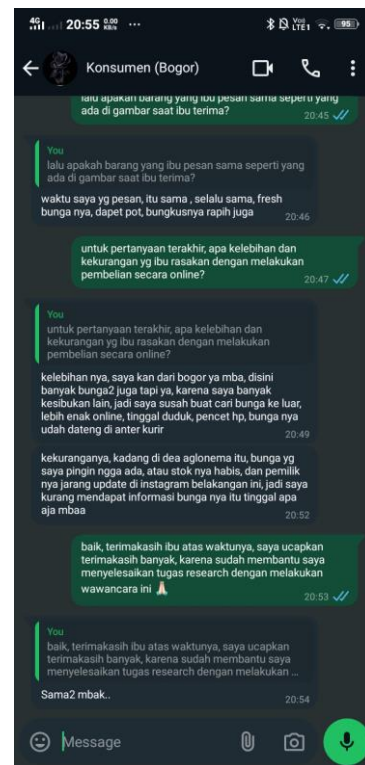 4G 20:55 0.00 KB/s ... Vo) LTE1 95
Konsumen (Bogor)
lalu apakah barang yang ibu pesan sama seperti yang
ada di gambar saat ibu terima?
20:45
You
lalu apakah barang yang ibu pesan sama seperti yang
ada di gambar saat ibu terima?
waktu saya yg pesan, itu sama , selalu sama, fresh
bunga nya, dapet pot, bungkusnya rapih juga
20:46
untuk pertanyaan terakhir, apa kelebihan dan
kekurangan yg ibu rasakan dengan melakukan
pembelian secara online?
20:47
You
untuk pertanyaan terakhir, apa kelebihan dan
kekurangan yg ibu rasakan dengan melakukan
pembelian secara online?
kelebihan nya, saya kan dari bogor ya mba, disini
banyak bunga2 juga tapi ya, karena saya banyak
kesibukan lain, jadi saya susah buat cari bunga ke luar,
lebih enak online, tinggal duduk, pencet hp, bunga nya
udah dateng di anter kurir
20:49
kekuranganya, kadang di dea aglonema itu, bunga yg
saya pingin ngga ada, atau stok nya habis, dan pemilik
nya jarang update di instagram belakangan ini, jadi saya
kurang mendapat informasi bunga nya itu tinggal apa
aja mbaa
20:52
baik, terimakasih ibu atas waktunya, saya ucapkan
terimakasih banyak, karena sudah membantu saya
menyelesaikan tugas research dengan melakukan
wawancara ini 🙏🏻
20:53
You
baik, terimakasih ibu atas waktunya, saya ucapkan
terimakasih banyak, karena sudah membantu saya
menyelesaikan tugas research dengan melakukan ...
Sama2 mbak..
20:54
Message